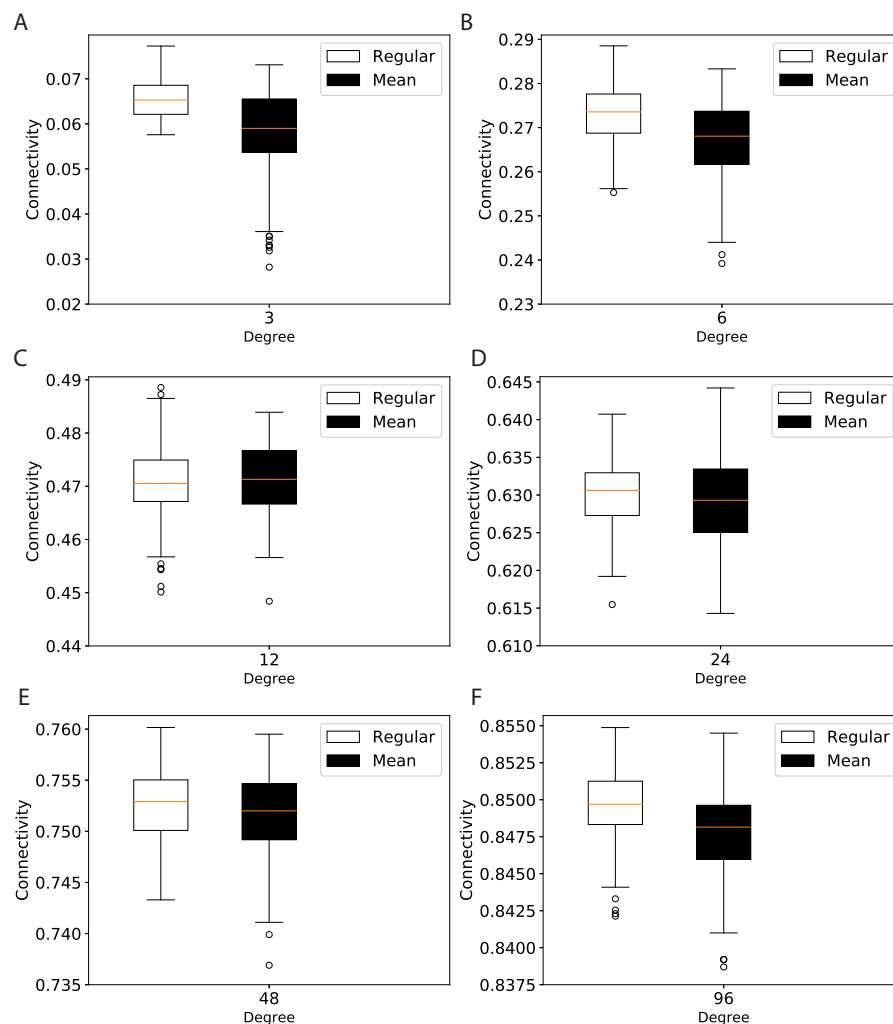 A
Connectivity
0.07
0.06
0.05
0.04
0.03
0.02
Regular
Mean
3
Degree
B
Connectivity
0.29
0.28
0.27
0.26
0.25
0.24
0.23
Regular
Mean
6
Degree
C
Connectivity
0.49
0.48
0.47
0.46
0.45
0.44
Regular
Mean
12
Degree
D
Connectivity
0.645
0.640
0.635
0.630
0.625
0.620
0.615
0.610
Regular
Mean
24
Degree
E
Connectivity
0.760
0.755
0.750
0.745
0.740
0.735
Regular
Mean
48
Degree
F
Connectivity
0.8550
0.8525
0.8500
0.8475
0.8450
0.8425
0.8400
0.8375
Regular
Mean
96
Degree